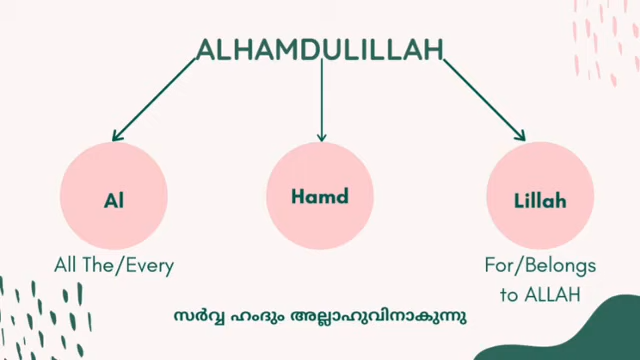 ALHAMDULILLAH
Al
Hamd
Lillah
All The/Every
For/Belongs
to ALLAH
സർവ്വ ഹംദും അല്ലാഹുവിനാകുന്നു